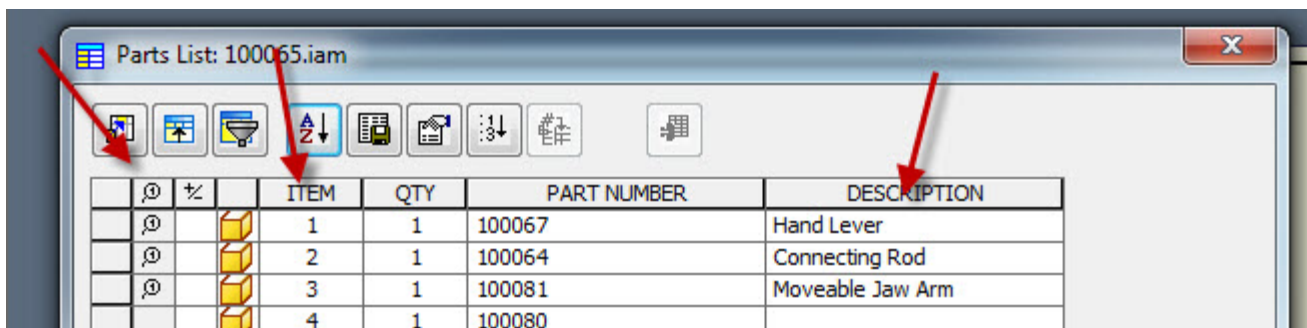 Parts List: 100065.iam
ITEM QTY PART NUMBER DESCRIPTION
1 1 100067 Hand Lever
2 1 100064 Connecting Rod
3 1 100081 Moveable Jaw Arm
4 1 100080